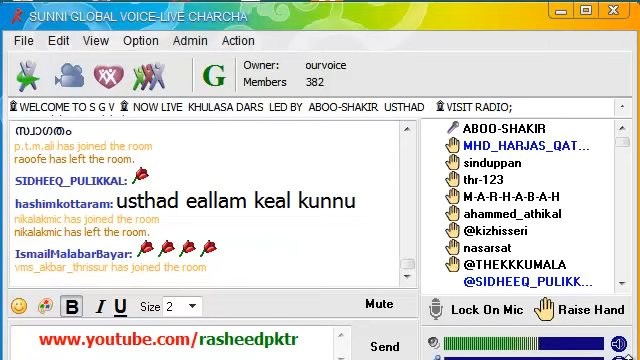 SUNNI GLOBAL VOICE-LIVE CHARCHA
File Edit View Option Admin Action
G
Owner: ourvoice
Members 382
WELCOME TO S G V NOW LIVE KHULASA DARS LED BY ABOO-SHAKIR USTHAD VISIT RADIO;
സ്വാഗതം
p.t.m.ali has joined the room
raoofe has left the room.
SIDHEEQ_PULIKKAL:
hashimkottaram: usthad eallam keal kunnu
nikalakmic has joined the room
nikalakmic has left the room.
IsmailMalabarBayar:
vms_akbar_thrissur has joined the room
ABOO-SHAKIR
MHD_HARJAS_QAT...
sinduppan
thr-123
M-A-R-H-A-B-A-H
ahammed_athikal
@kizhisseri
nasarsat
@THEKKKUMALA
@SIDHEEQ_PULIKK...
B I U Size 2 Mute
Lock On Mic Raise Hand
www.youtube.com/rasheedpktr
Send